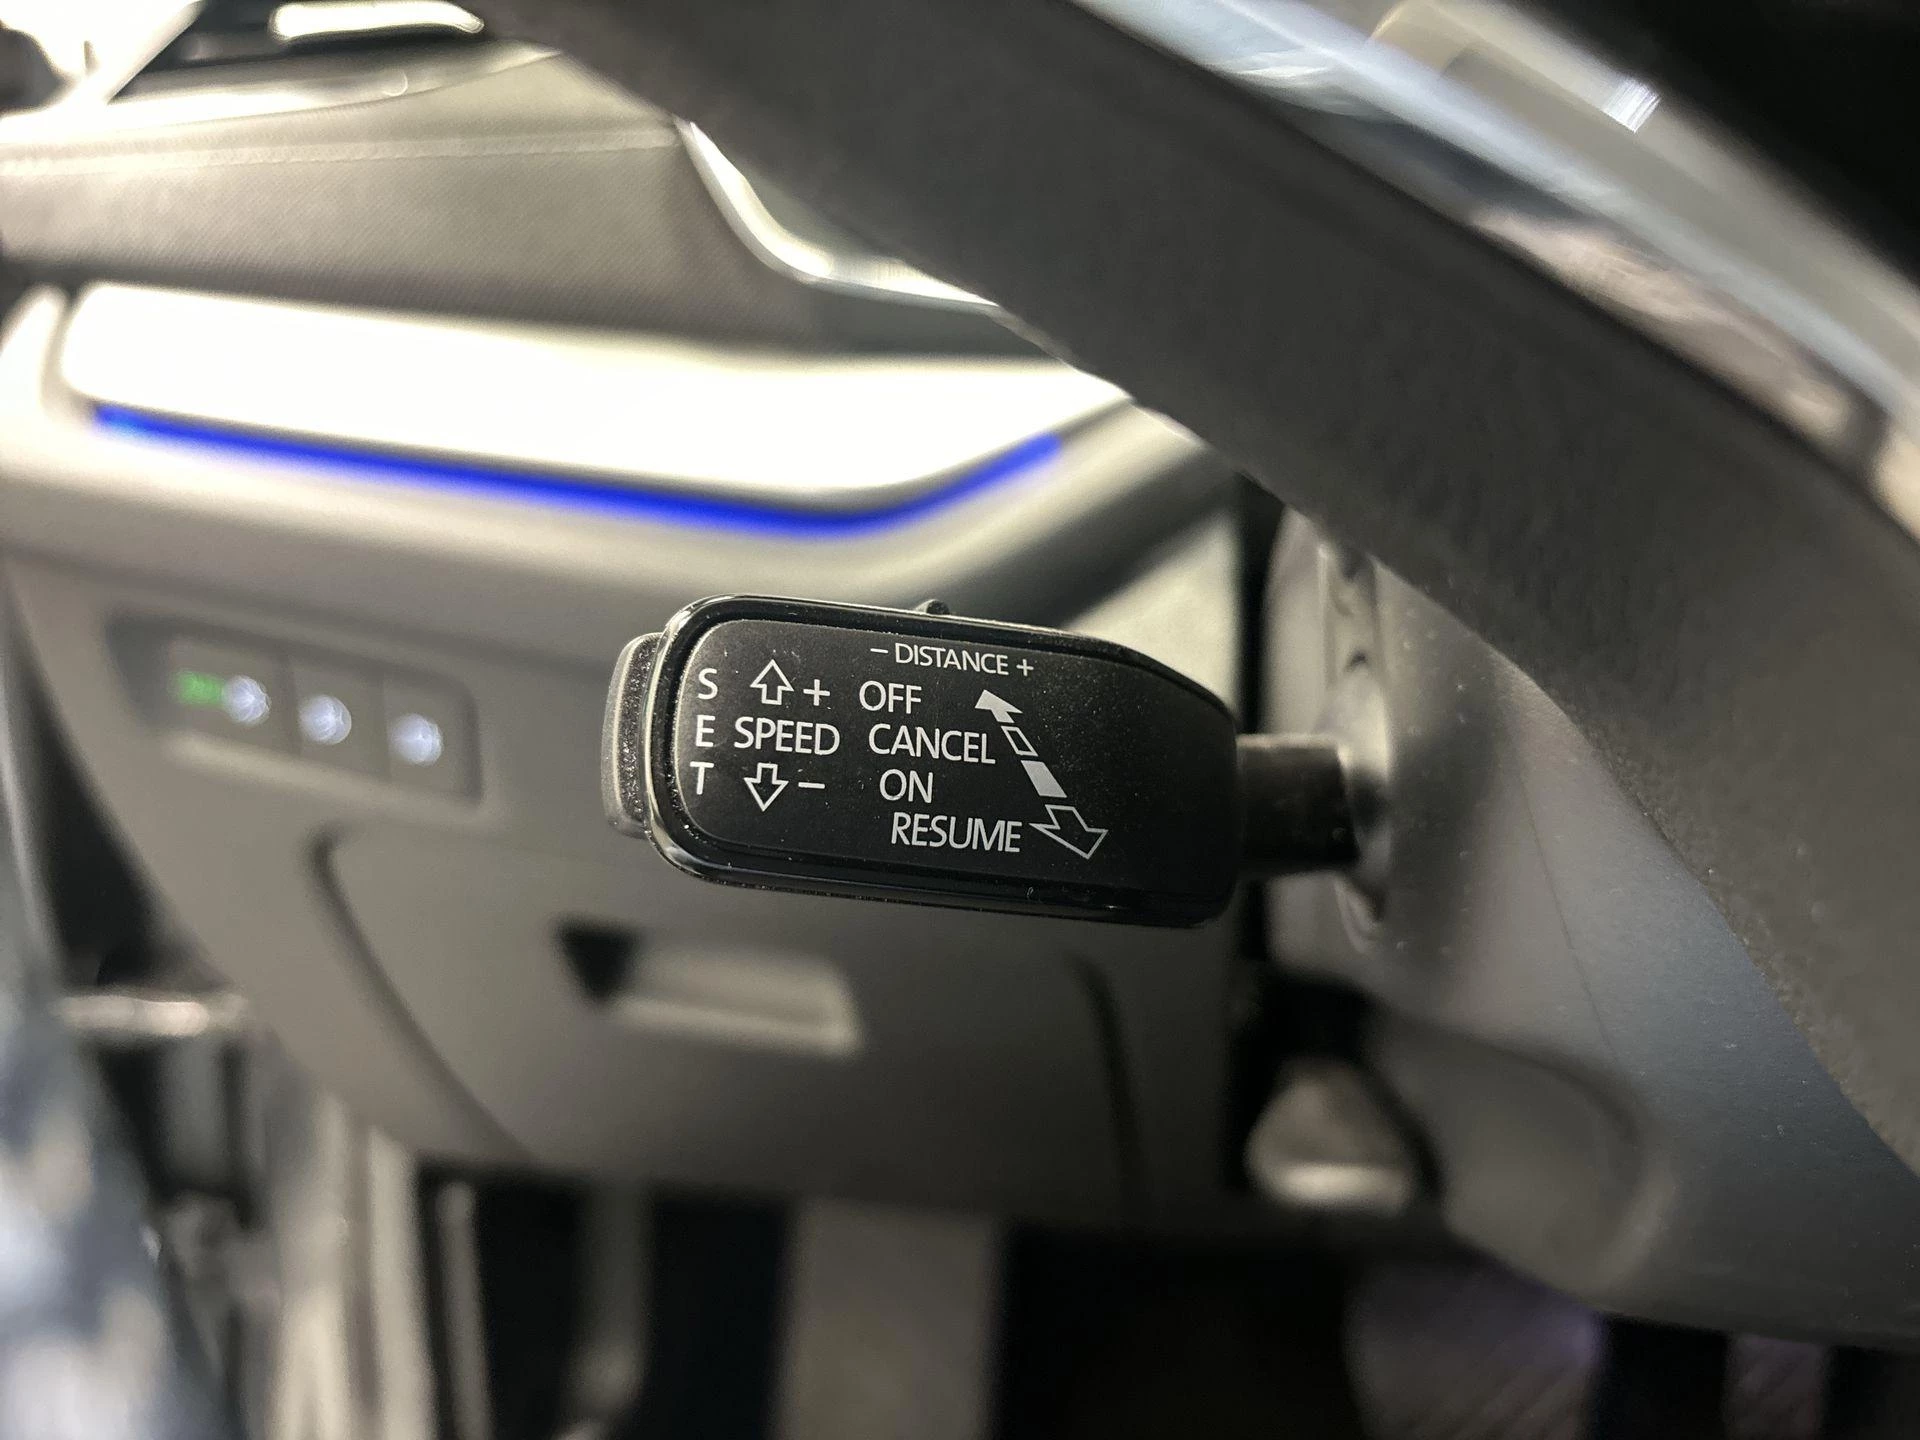 − DISTANCE +
S + OFF
E SPEED CANCEL
T − ON
RESUME